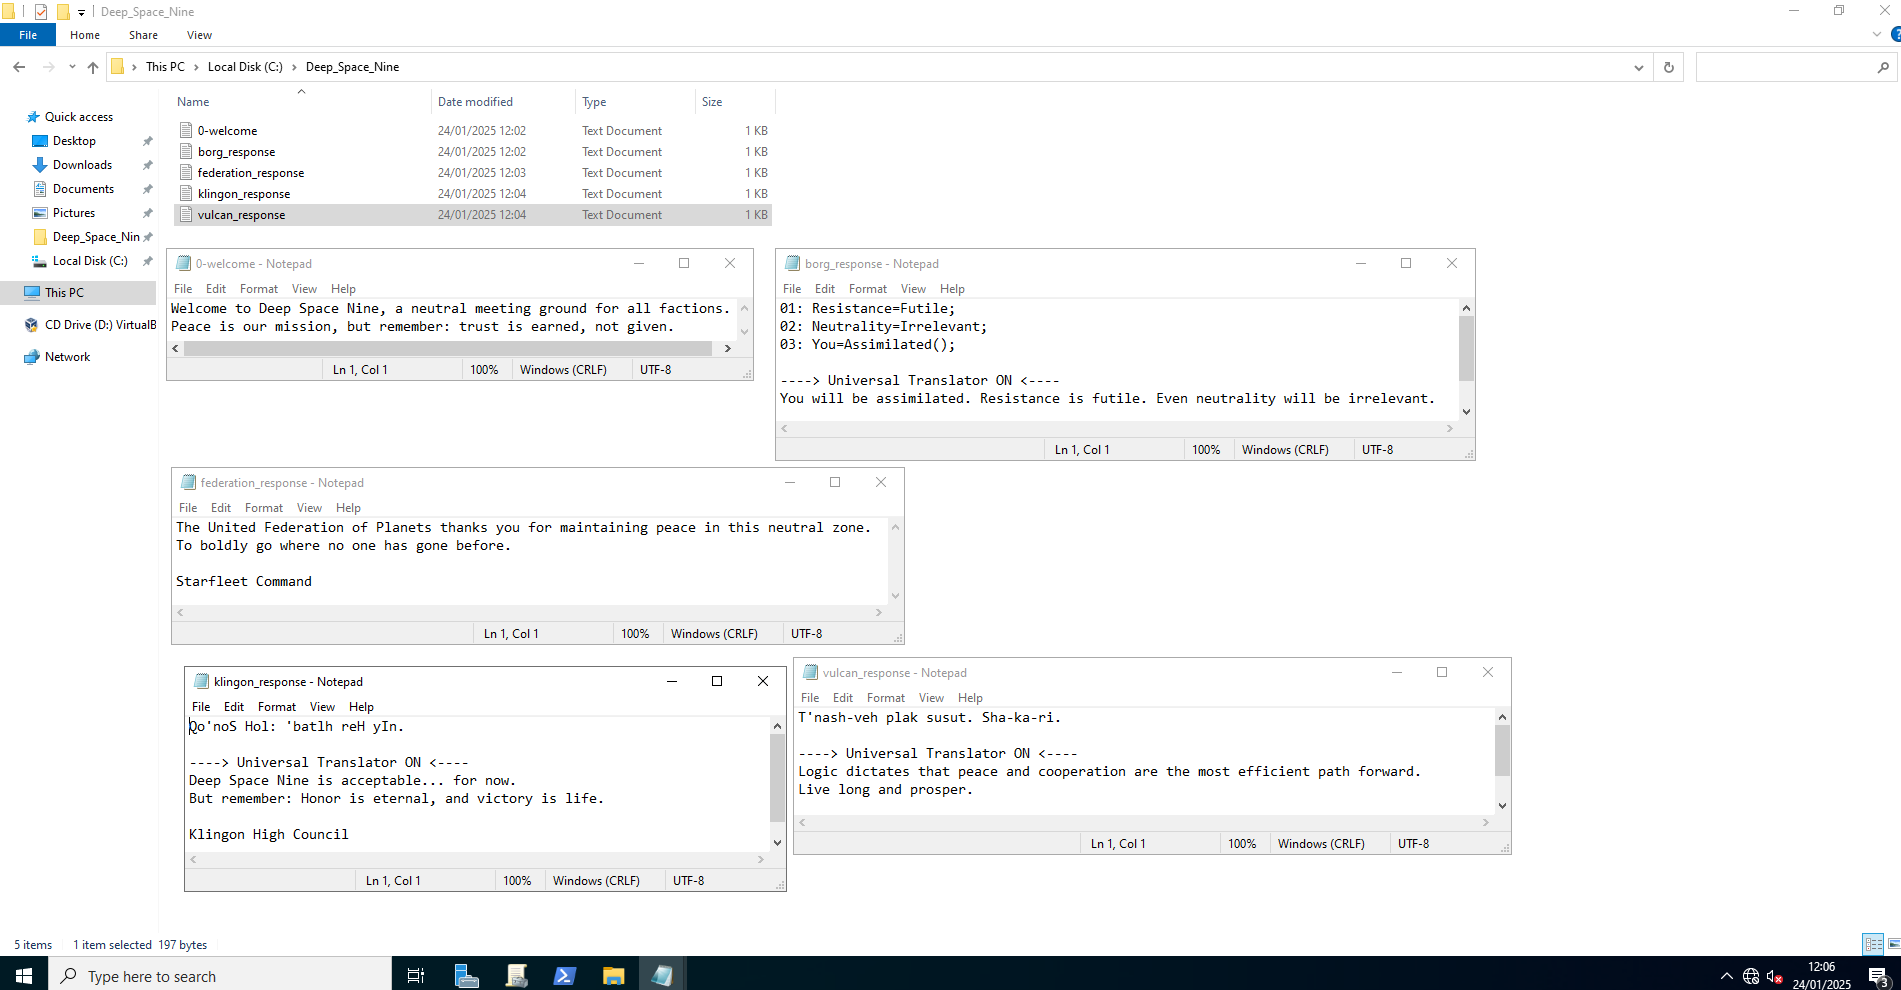 Deep_Space_Nine
File Home Share View
This PC Local Disk (C:) Deep_Space_Nine
Name Date modified Type Size
0-welcome 24/01/2025 12:02 Text Document 1 KB
borg_response 24/01/2025 12:02 Text Document 1 KB
federation_response 24/01/2025 12:03 Text Document 1 KB
klingon_response 24/01/2025 12:04 Text Document 1 KB
vulcan_response 24/01/2025 12:04 Text Document 1 KB
Quick access
Desktop
Downloads
Documents
Pictures
Deep_Space_Nin
Local Disk (C:)
This PC
CD Drive (D:) VirtualB
Network
0-welcome - Notepad
File Edit Format View Help
Welcome to Deep Space Nine, a neutral meeting ground for all factions.
Peace is our mission, but remember: trust is earned, not given.
Ln 1, Col 1 100% Windows (CRLF) UTF-8
borg_response - Notepad
File Edit Format View Help
01: Resistance=Futile;
02: Neutrality=Irrelevant;
03: You=Assimilated();
----> Universal Translator ON <----
You will be assimilated. Resistance is futile. Even neutrality will be irrelevant.
Ln 1, Col 1 100% Windows (CRLF) UTF-8
federation_response - Notepad
File Edit Format View Help
The United Federation of Planets thanks you for maintaining peace in this neutral zone.
To boldly go where no one has gone before.
Starfleet Command
Ln 1, Col 1 100% Windows (CRLF) UTF-8
klingon_response - Notepad
File Edit Format View Help
Qo'noS Hol: 'batlh reH yIn.
----> Universal Translator ON <----
Deep Space Nine is acceptable... for now.
But remember: Honor is eternal, and victory is life.
Klingon High Council
Ln 1, Col 1 100% Windows (CRLF) UTF-8
vulcan_response - Notepad
File Edit Format View Help
T'nash-veh plak susut. Sha-ka-ri.
----> Universal Translator ON <----
Logic dictates that peace and cooperation are the most efficient path forward.
Live long and prosper.
Ln 1, Col 1 100% Windows (CRLF) UTF-8
5 items 1 item selected 197 bytes
Type here to search
12:06
24/01/2025
3